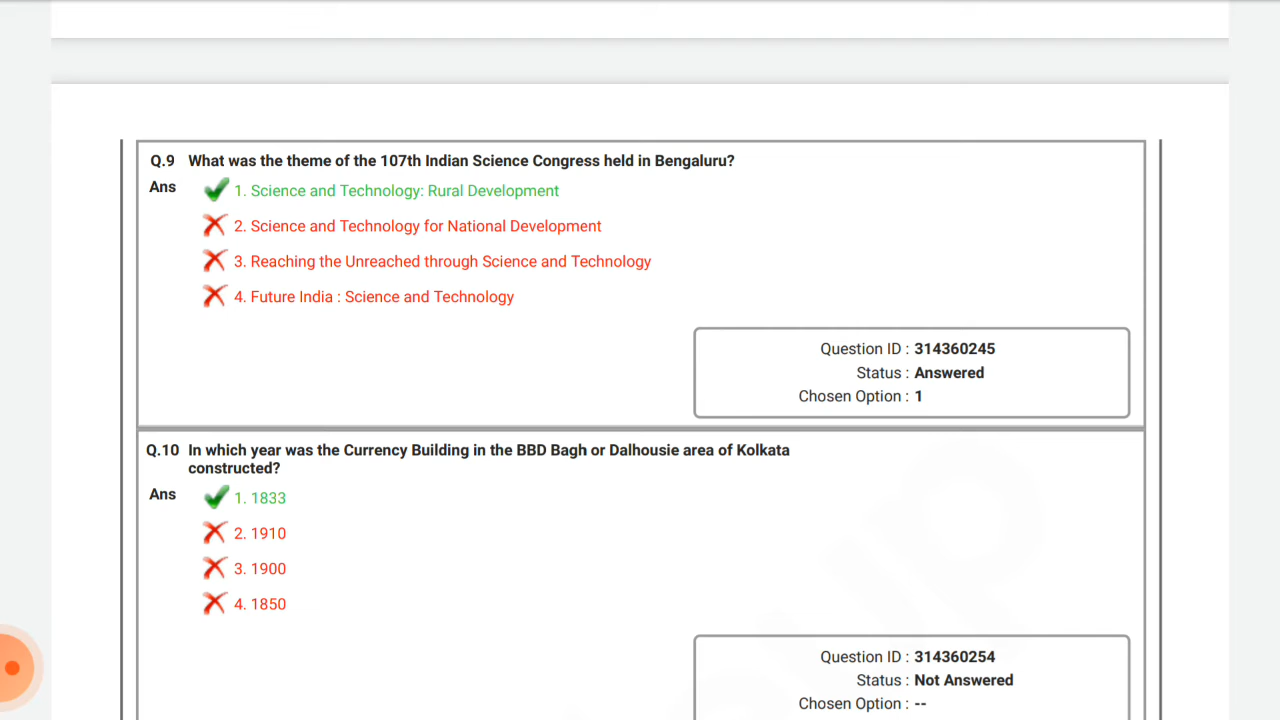 Q.9 What was the theme of the 107th Indian Science Congress held in Bengaluru?
Ans 1. Science and Technology: Rural Development
2. Science and Technology for National Development
3. Reaching the Unreached through Science and Technology
4. Future India : Science and Technology
Question ID : 314360245
Status : Answered
Chosen Option : 1
Q.10 In which year was the Currency Building in the BBD Bagh or Dalhousie area of Kolkata
constructed?
Ans 1. 1833
2. 1910
3. 1900
4. 1850
Question ID : 314360254
Status : Not Answered
Chosen Option : --